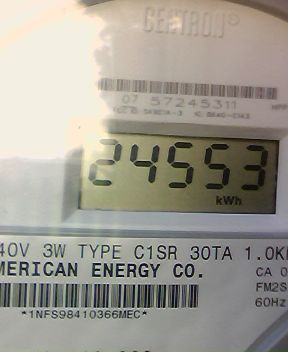 CENTRON®
07 57245311
24553
kWh
40V 3W TYPE C1SR 30TA 1.0K
MERICAN ENERGY CO.
CA 0
FM2S
60Hz
*1NFS98410366MEC*